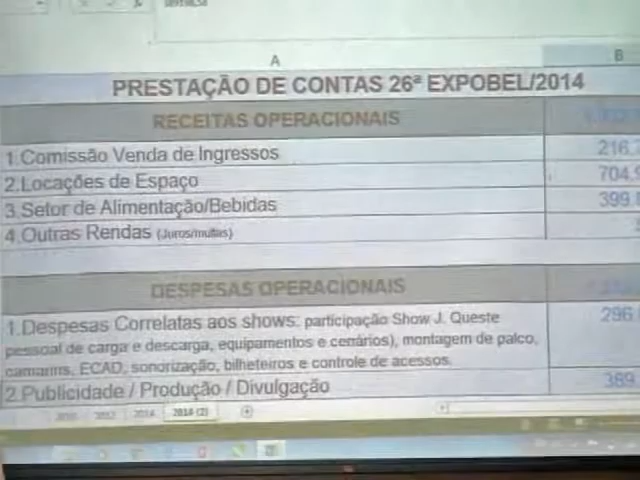 A B
PRESTAÇÃO DE CONTAS 26ª EXPOBEL/2014
RECEITAS OPERACIONAIS
1.Comissão Venda de Ingressos 216.
2.Locações de Espaço 704.9
3.Setor de Alimentação/Bebidas 399.
4.Outras Rendas (Juros/multas)
DESPESAS OPERACIONAIS
1.Despesas Correlatas aos shows: participação Show J. Queste 296.
pessoal de carga e descarga, equipamentos e cenários), montagem de palco,
camarins, ECAD, sonorização, bilheteiros e controle de acessos.
2.Publicidade / Produção / Divulgação 389.
2014 2014 (2)